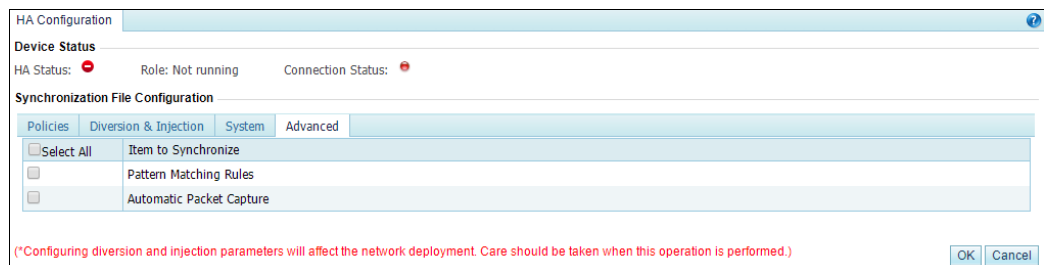 HA Configuration
Device Status
HA Status: Role: Not running Connection Status:
Synchronization File Configuration
Policies Diversion & Injection System Advanced
Select All Item to Synchronize
Pattern Matching Rules
Automatic Packet Capture
(*Configuring diversion and injection parameters will affect the network deployment. Care should be taken when this operation is performed.)
OK Cancel